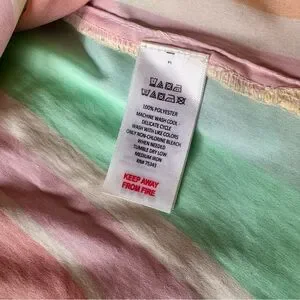 100% POLYESTER
MACHINE WASH COOL
DELICATE CYCLE
WASH WITH LIKE COLORS
ONLY NON-CHLORINE BLEACH
WHEN NEEDED
TUMBLE DRY LOW
MEDIUM IRON
RN# 75343
KEEP AWAY
FROM FIRE